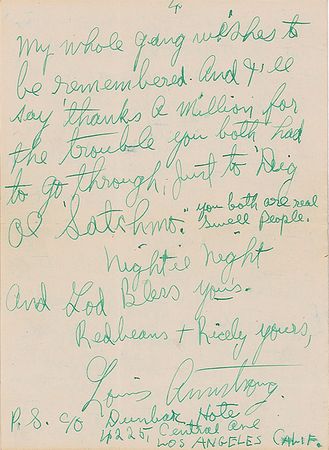 4
My whole gang wishes to
be remembered. And I'll
say 'thanks a million for
the trouble you both had
to go 'through, just to 'Dig
Ol Satchmo. "You both are real
swell people."
Nightie Night
And God Bless yours.
Redbeans + Ricely yours,
Louis Armstrong
P.S. c/o Dunbar Hote
4225, Central Ave
LOS ANGELES CALIF.